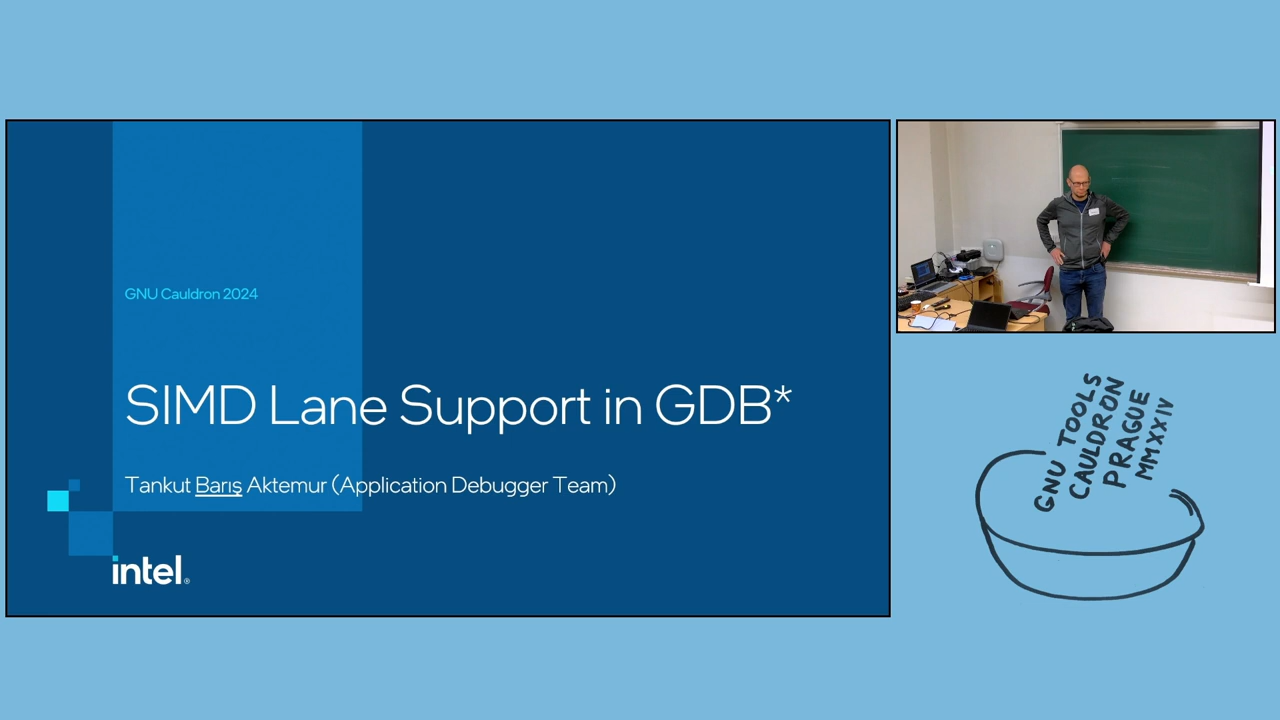 GNU Cauldron 2024
SIMD Lane Support in GDB*
Tankut Barış Aktemur (Application Debugger Team)
intel®
GNU TOOLS
CAULDRON
PRAGUE
MMXXIV